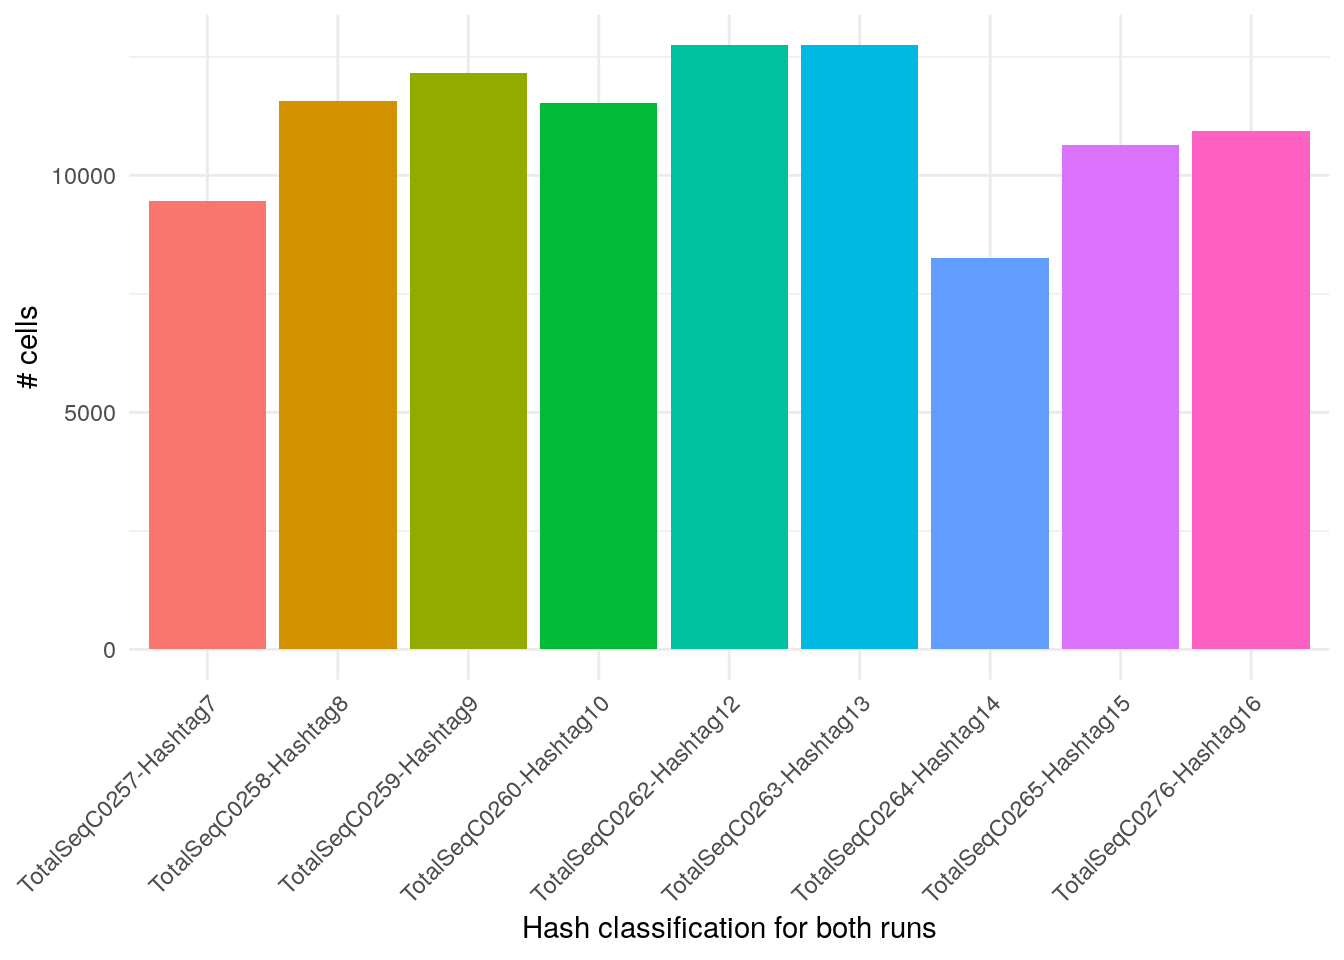 # cells
10000
5000
0
TotalSeqC0257-Hashtag7
TotalSeqC0258-Hashtag8
TotalSeqC0259-Hashtag9
TotalSeqC0260-Hashtag10
TotalSeqC0262-Hashtag12
TotalSeqC0263-Hashtag13
TotalSeqC0264-Hashtag14
TotalSeqC0265-Hashtag15
TotalSeqC0276-Hashtag16
Hash classification for both runs